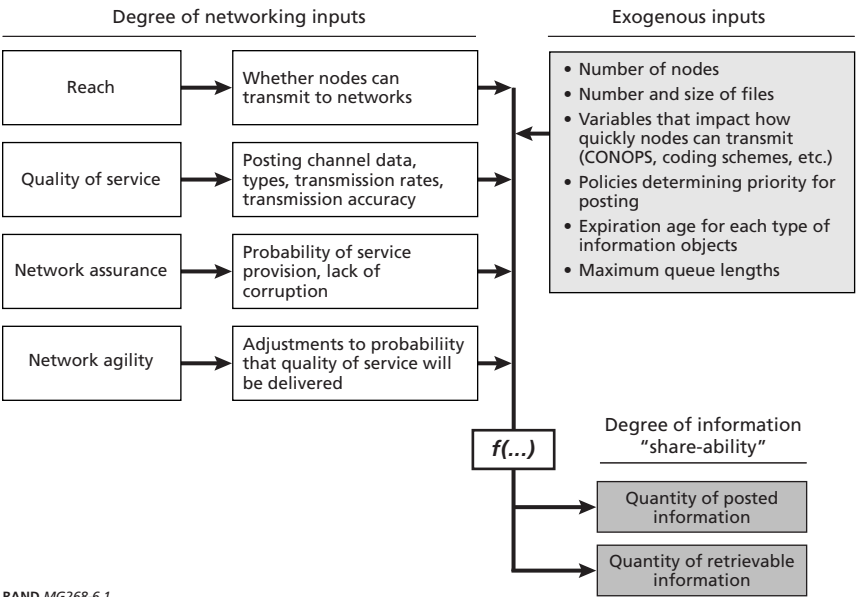 Degree of networking inputs
Reach
Whether nodes can
transmit to networks
Quality of service
Posting channel data,
types, transmission rates,
transmission accuracy
Network assurance
Probability of service
provision, lack of
corruption
Network agility
Adjustments to probabiliity
that quality of service will
be delivered
Exogenous inputs
• Number of nodes
• Number and size of files
• Variables that impact how
quickly nodes can transmit
(CONOPS, coding schemes, etc.)
• Policies determining priority for
posting
• Expiration age for each type of
information objects
• Maximum queue lengths
f(...)
Degree of information
“share-ability”
Quantity of posted
information
Quantity of retrievable
information
RAND MG268-6.1